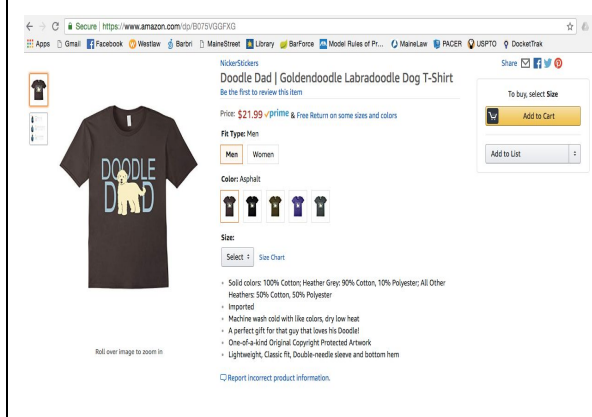 Secure | https://www.amazon.com/dp/B075VGGFXG
Apps Gmail Facebook Westlaw Barbri MaineStreet Library BarForce Model Rules of Pr... MaineLaw PACER USPTO DocketTrak
NickerStickers
Share
Doodle Dad | Goldendoodle Labradoodle Dog T-Shirt
Be the first to review this item
To buy, select Size
Price: $21.99 prime & Free Return on some sizes and colors
Add to Cart
Fit Type: Men
Men Women
Add to List
Color: Asphalt
DOODLE
DAD
Size:
Select Size Chart
Solid colors: 100% Cotton; Heather Grey: 90% Cotton, 10% Polyester; All Other
Heathers: 50% Cotton, 50% Polyester
Imported
Machine wash cold with like colors, dry low heat
A perfect gift for that guy that loves his Doodle!
One-of-a-kind Original Copyright Protected Artwork
Lightweight, Classic fit, Double-needle sleeve and bottom hem
Roll over image to zoom in
Report incorrect product information.